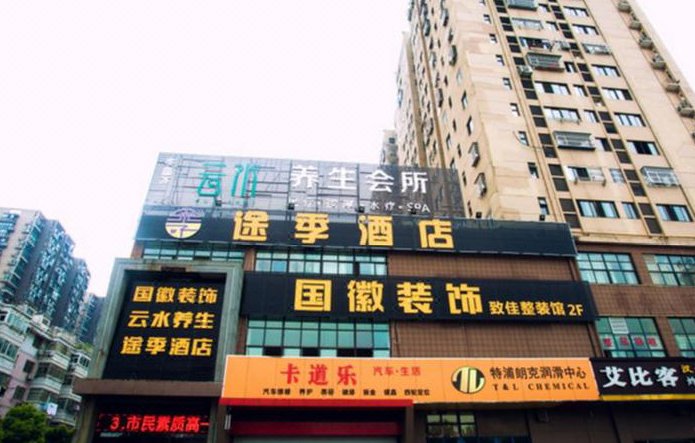 云水 养生会所
水疗·SPA
途季酒店
国徽装饰 致佳整装馆2F
国徽装饰
云水养生
途季酒店
卡道乐 汽车·生活
特浦朗克润滑中心
T&L CHEMICAL
艾比客
3.市民素质高